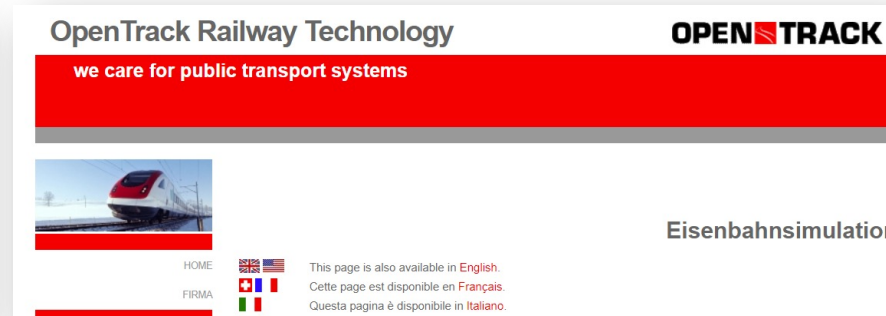 OpenTrack Railway Technology
OPEN TRACK
we care for public transport systems
HOME
FIRMA
This page is also available in English.
Cette page est disponible en Français.
Questa pagina è disponibile in Italiano.